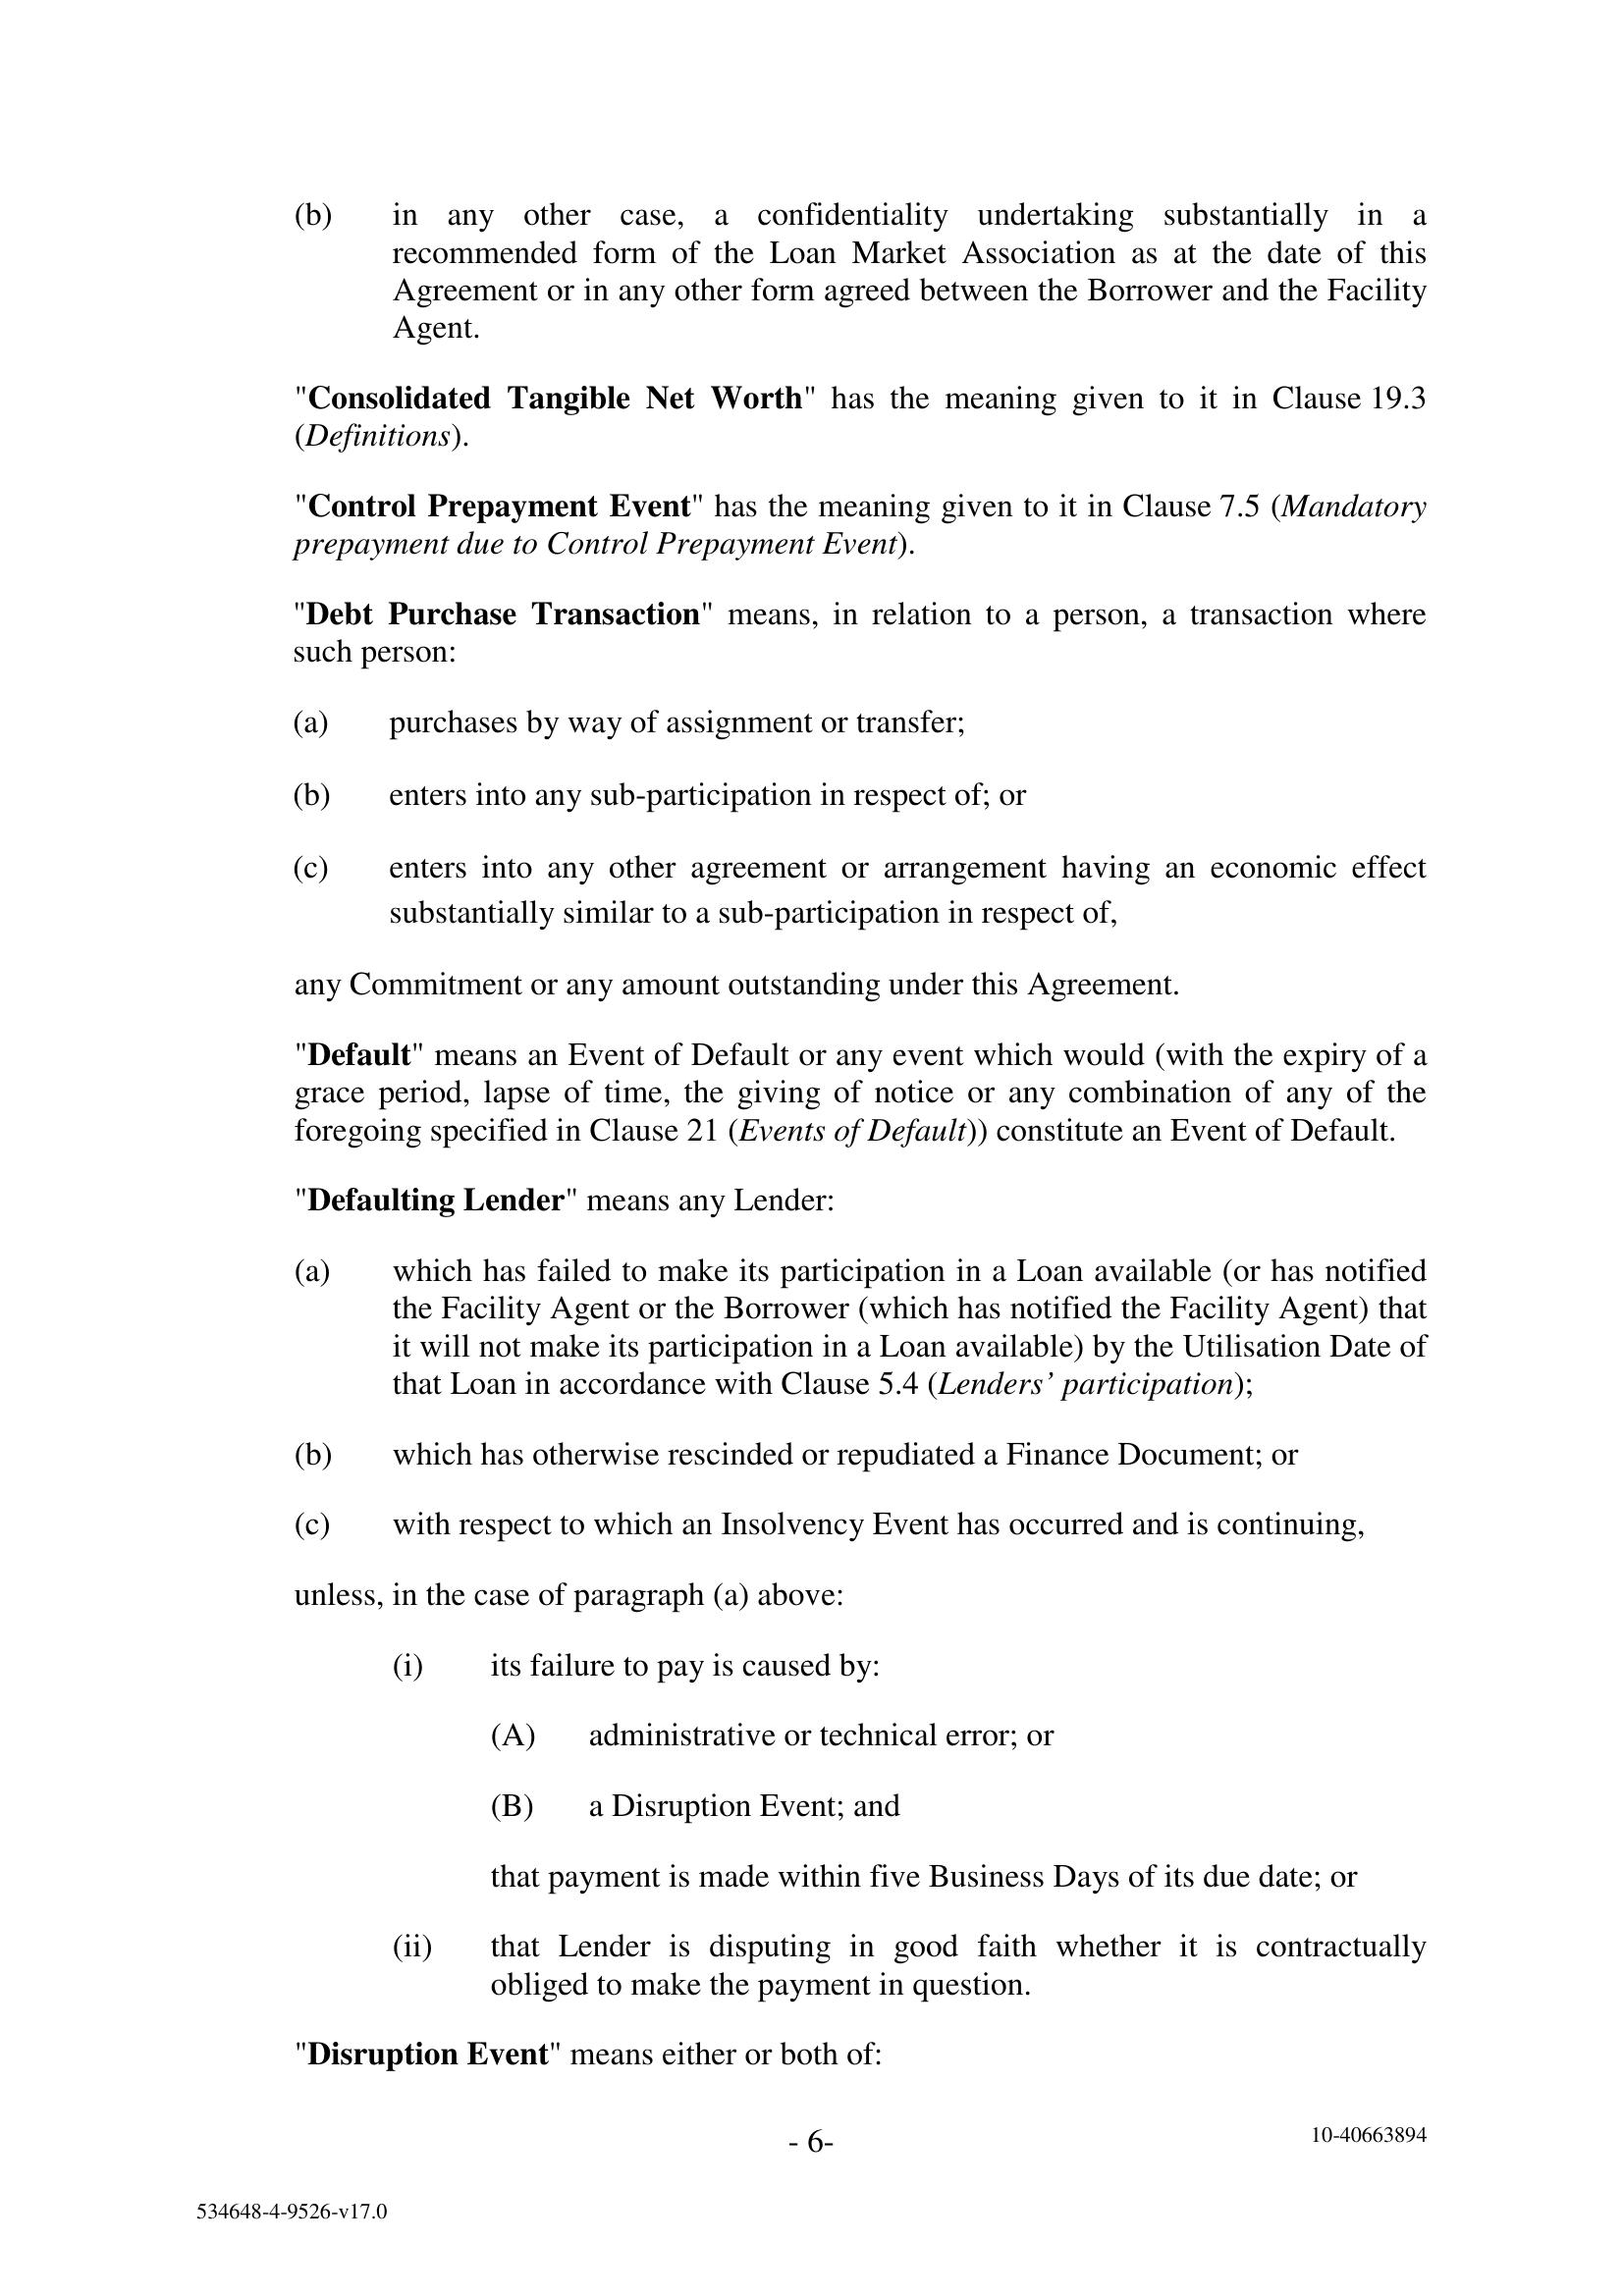 (b) in any other case, a confidentiality undertaking substantially in a
recommended form of the Loan Market Association as at the date of this
Agreement or in any other form agreed between the Borrower and the Facility
Agent.
"Consolidated Tangible Net Worth" has the meaning given to it in Clause 19.3
(Definitions).
"Control Prepayment Event" has the meaning given to it in Clause 7.5 (Mandatory
prepayment due to Control Prepayment Event).
"Debt Purchase Transaction" means, in relation to a person, a transaction where
such person:
(a) purchases by way of assignment or transfer;
(b) enters into any sub-participation in respect of; or
(c) enters into any other agreement or arrangement having an economic effect
substantially similar to a sub-participation in respect of,
any Commitment or any amount outstanding under this Agreement.
"Default" means an Event of Default or any event which would (with the expiry of a
grace period, lapse of time, the giving of notice or any combination of any of the
foregoing specified in Clause 21 (Events of Default)) constitute an Event of Default.
"Defaulting Lender" means any Lender:
(a) which has failed to make its participation in a Loan available (or has notified
the Facility Agent or the Borrower (which has notified the Facility Agent) that
it will not make its participation in a Loan available) by the Utilisation Date of
that Loan in accordance with Clause 5.4 (Lenders’ participation);
(b) which has otherwise rescinded or repudiated a Finance Document; or
(c) with respect to which an Insolvency Event has occurred and is continuing,
unless, in the case of paragraph (a) above:
(i) its failure to pay is caused by:
(A) administrative or technical error; or
(B) a Disruption Event; and
that payment is made within five Business Days of its due date; or
(ii) that Lender is disputing in good faith whether it is contractually
obliged to make the payment in question.
"Disruption Event" means either or both of:
- 6-
10-40663894
534648-4-9526-v17.0